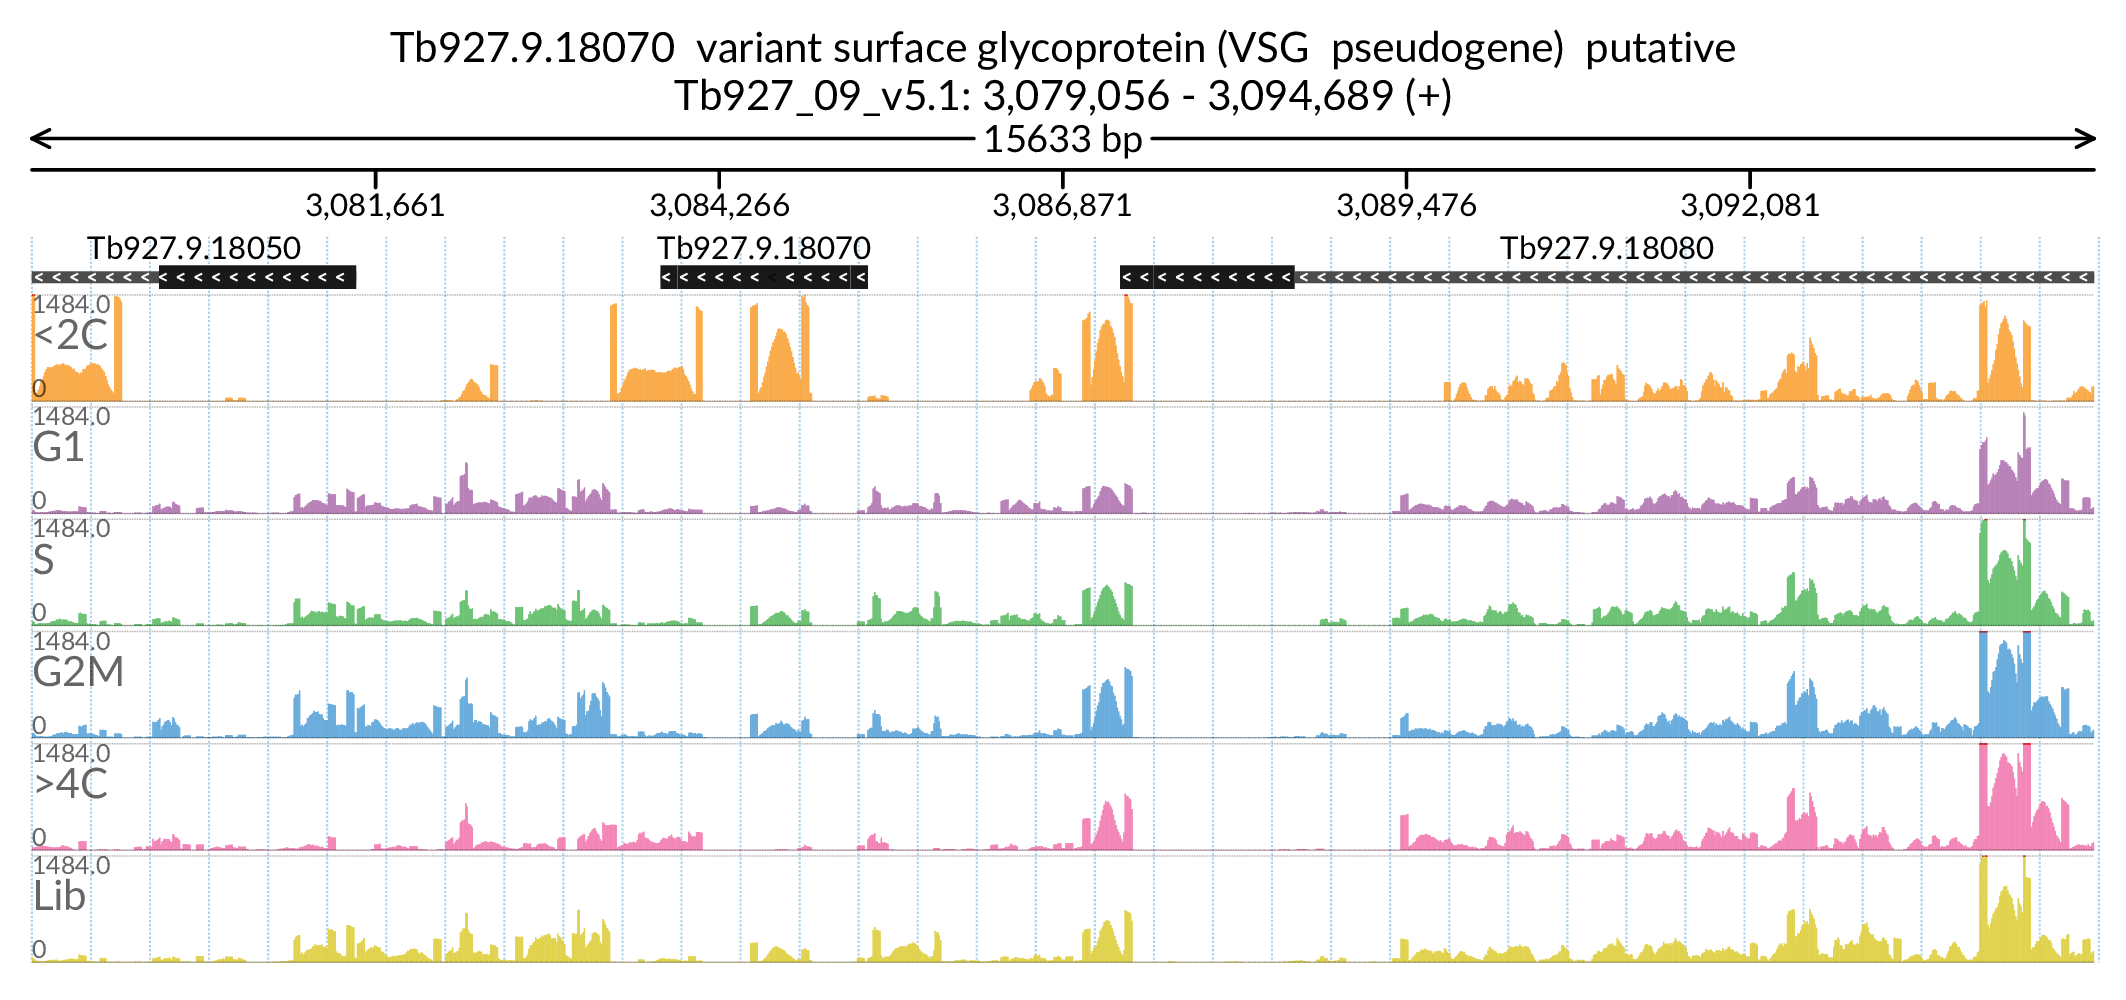 Tb927.9.18070  variant surface glycoprotein (VSG  pseudogene)  putative
Tb927_09_v5.1: 3,079,056 - 3,094,689 (+)
15633 bp
3,081,661 3,084,266 3,086,871 3,089,476 3,092,081
Tb927.9.18050 Tb927.9.18070 Tb927.9.18080
1484.0
<2C
0
1484.0
G1
0
1484.0
S
0
1484.0
G2M
0
1484.0
>4C
0
1484.0
Lib
0